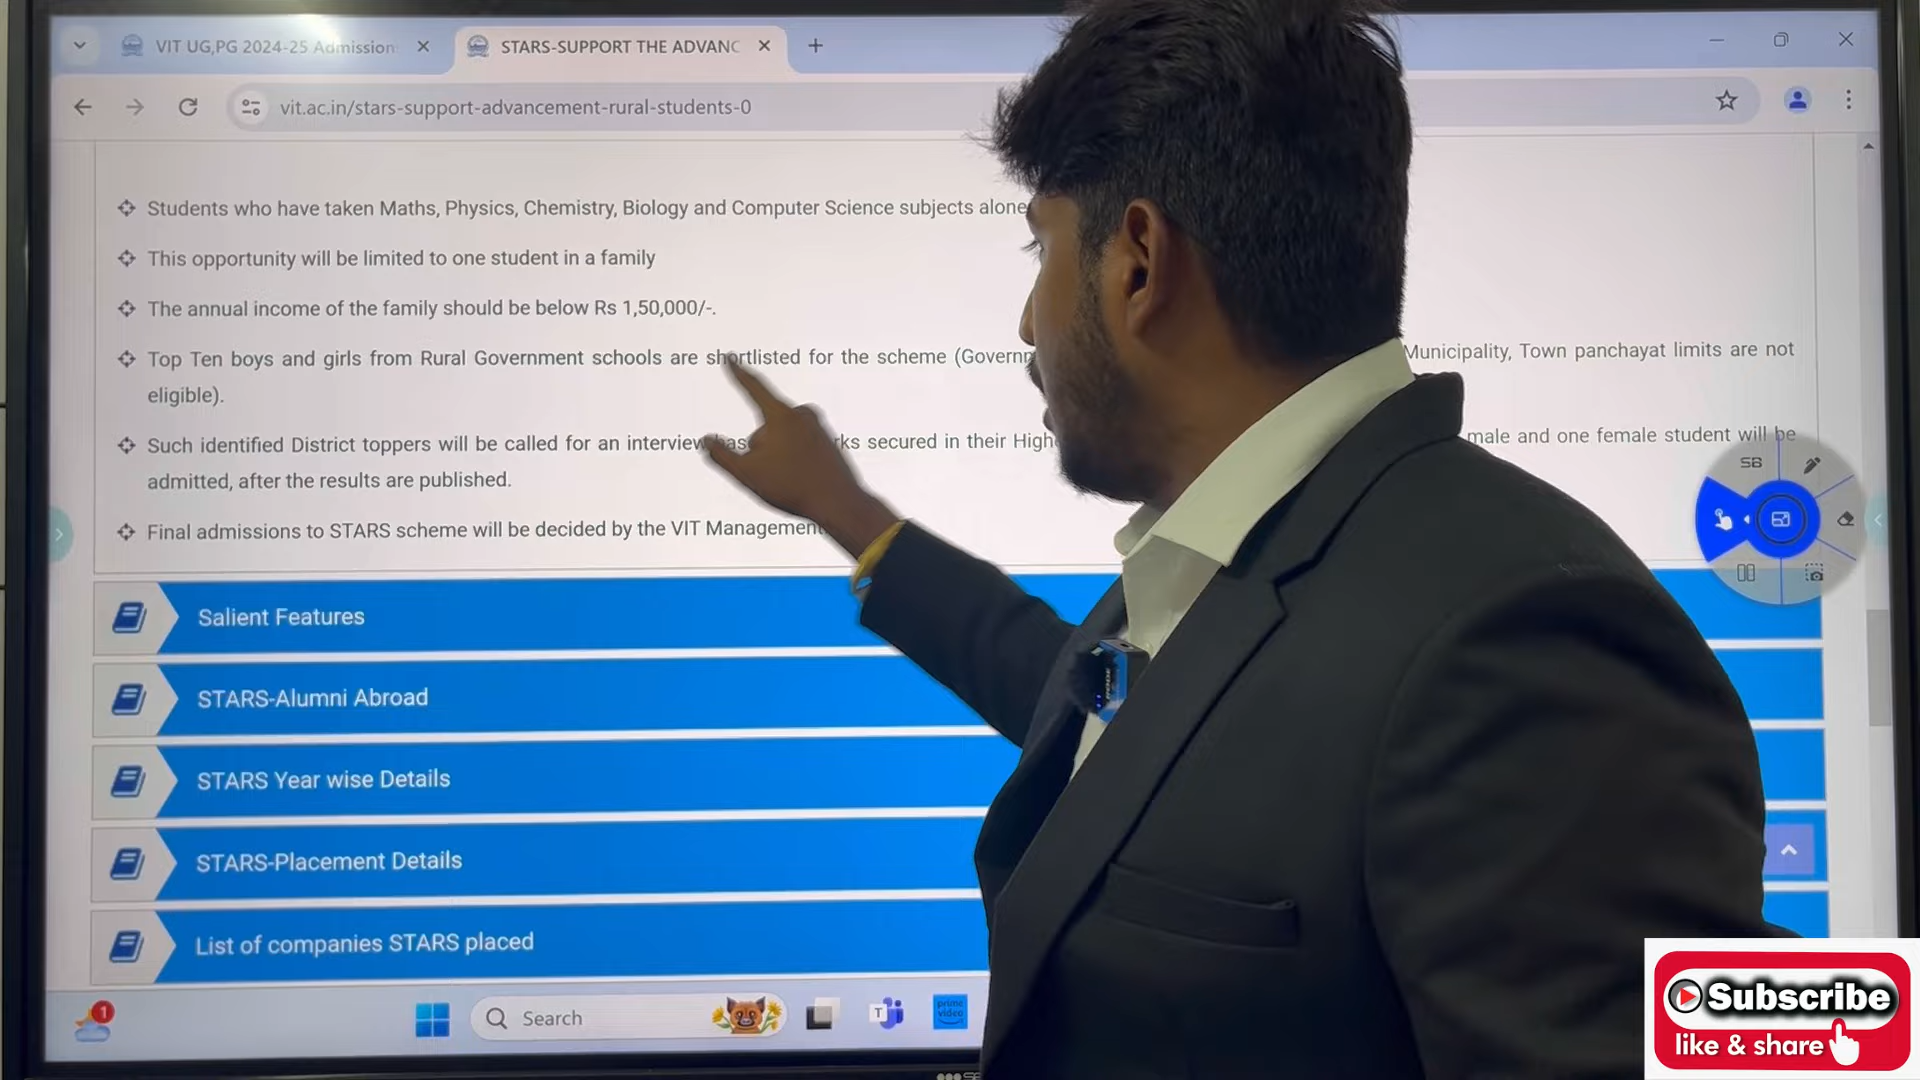 VIT UG,PG 2024-25 Admission
STARS-SUPPORT THE ADVANC
vit.ac.in/stars-support-advancement-rural-students-0
Students who have taken Maths, Physics, Chemistry, Biology and Computer Science subjects alone
This opportunity will be limited to one student in a family
The annual income of the family should be below Rs 1,50,000/-.
Top Ten boys and girls from Rural Government schools are shortlisted for the scheme (Governm Municipality, Town panchayat limits are not
eligible).
Such identified District toppers will be called for an interview secured in their High male and one female student will be
admitted, after the results are published.
Final admissions to STARS scheme will be decided by the VIT Management
SB
Salient Features
STARS-Alumni Abroad
STARS Year wise Details
STARS-Placement Details
List of companies STARS placed
1
Search
T
prime
video
Subscribe
like & share